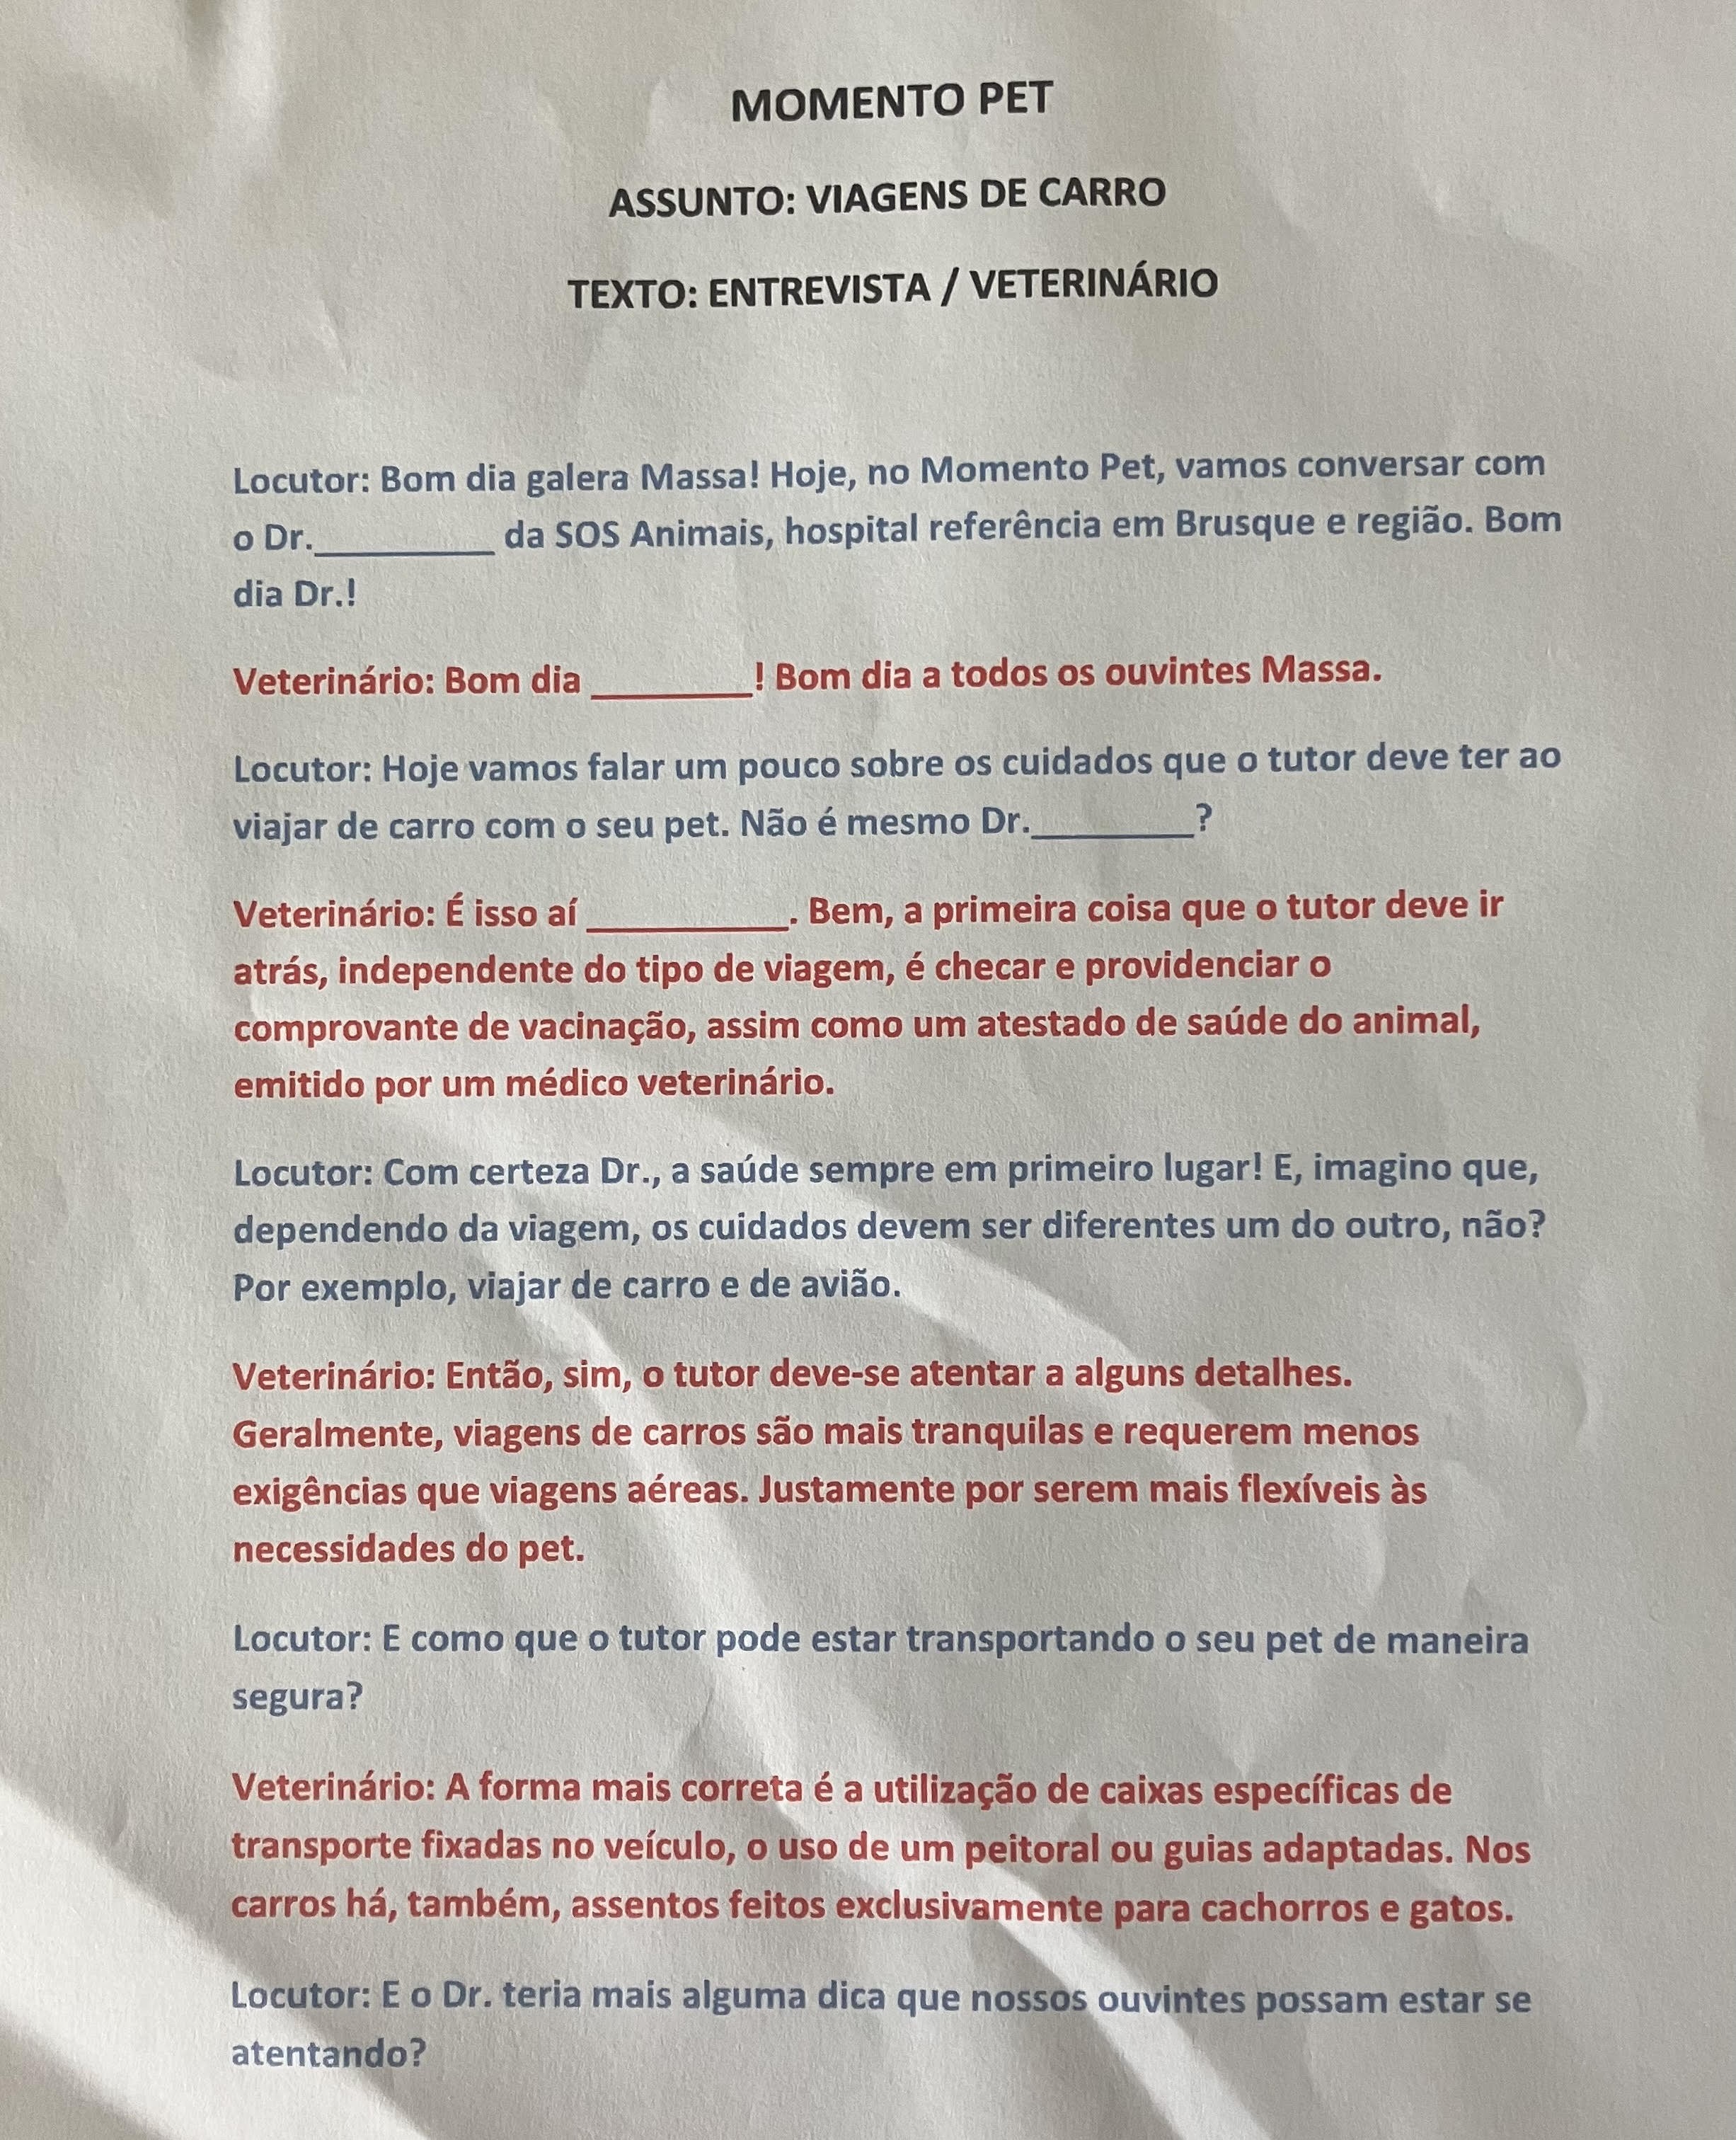 MOMENTO PET
ASSUNTO: VIAGENS DE CARRO
TEXTO: ENTREVISTA / VETERINÁRIO
Locutor: Bom dia galera Massa! Hoje, no Momento Pet, vamos conversar com
o Dr._________ da SOS Animais, hospital referência em Brusque e região. Bom
dia Dr.!
Veterinário: Bom dia ________! Bom dia a todos os ouvintes Massa.
Locutor: Hoje vamos falar um pouco sobre os cuidados que o tutor deve ter ao
viajar de carro com o seu pet. Não é mesmo Dr.________?
Veterinário: É isso aí __________. Bem, a primeira coisa que o tutor deve ir
atrás, independente do tipo de viagem, é checar e providenciar o
comprovante de vacinação, assim como um atestado de saúde do animal,
emitido por um médico veterinário.
Locutor: Com certeza Dr., a saúde sempre em primeiro lugar! E, imagino que,
dependendo da viagem, os cuidados devem ser diferentes um do outro, não?
Por exemplo, viajar de carro e de avião.
Veterinário: Então, sim, o tutor deve-se atentar a alguns detalhes.
Geralmente, viagens de carros são mais tranquilas e requerem menos
exigências que viagens aéreas. Justamente por serem mais flexíveis às
necessidades do pet.
Locutor: E como que o tutor pode estar transportando o seu pet de maneira
segura?
Veterinário: A forma mais correta é a utilização de caixas específicas de
transporte fixadas no veículo, o uso de um peitoral ou guias adaptadas. Nos
carros há, também, assentos feitos exclusivamente para cachorros e gatos.
Locutor: E o Dr. teria mais alguma dica que nossos ouvintes possam estar se
atentando?